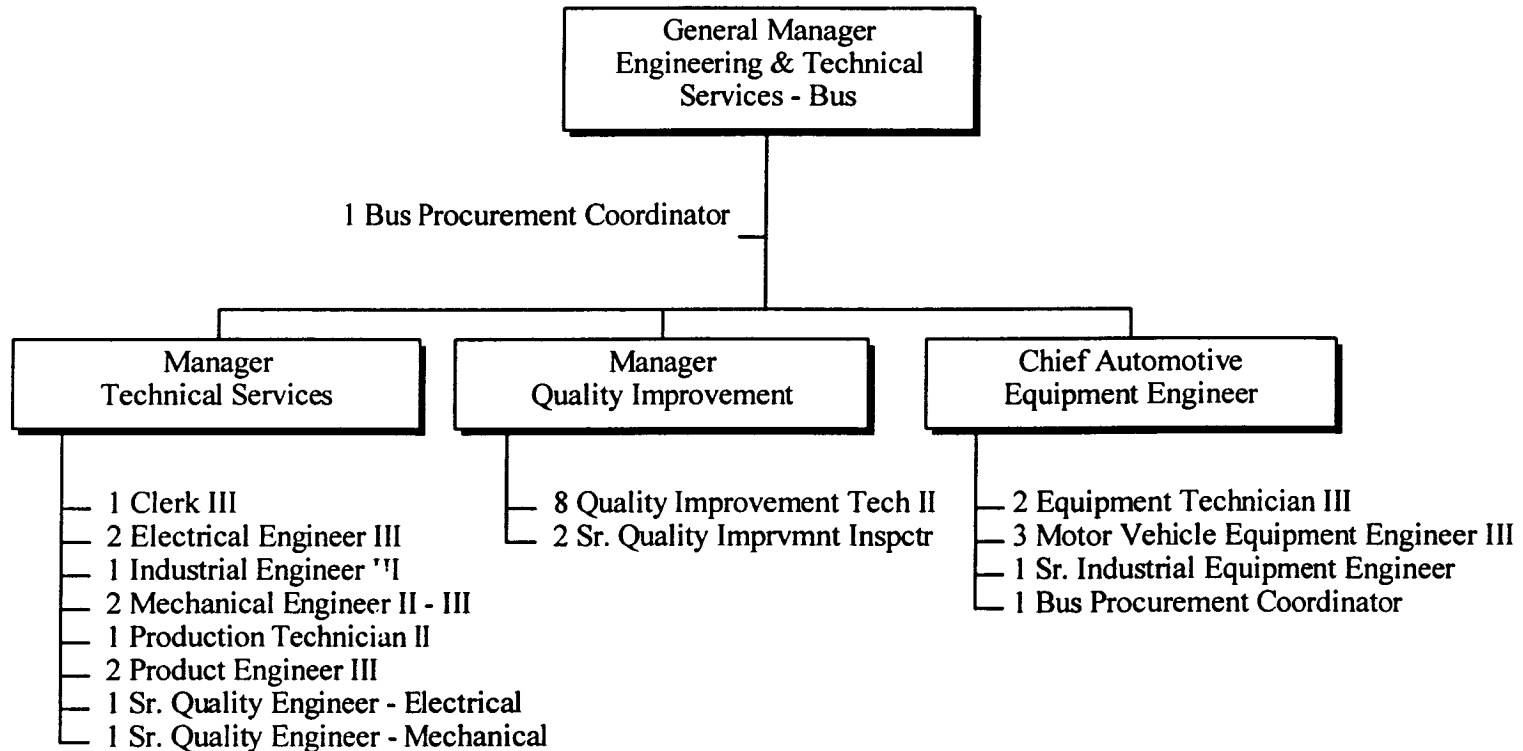 General Manager
Engineering & Technical
Services - Bus
1 Bus Procurement Coordinator
Manager
Technical Services
Manager
Quality Improvement
Chief Automotive
Equipment Engineer
1 Clerk III
2 Electrical Engineer III
1 Industrial Engineer
2 Mechanical Engineer II - III
1 Production Technician II
2 Product Engineer III
1 Sr. Quality Engineer - Electrical
1 Sr. Quality Engineer - Mechanical
8 Quality Improvement Tech II
2 Sr. Quality Imprvmnt Inspctr
2 Equipment Technician III
3 Motor Vehicle Equipment Engineer III
1 Sr. Industrial Equipment Engineer
1 Bus Procurement Coordinator